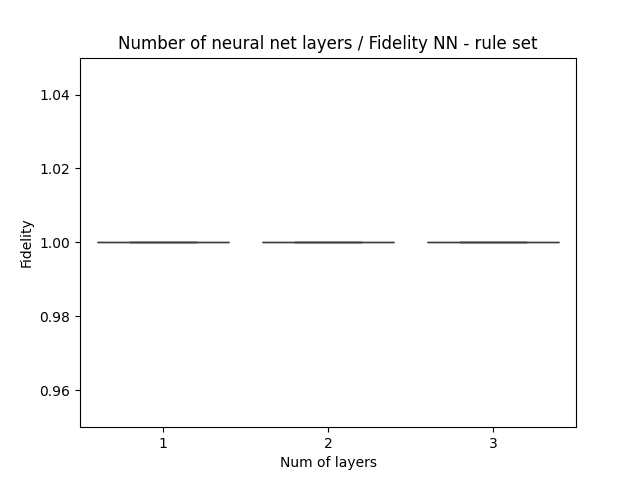 Number of neural net layers / Fidelity NN - rule set
1.04
1.02
1.00
0.98
0.96
Fidelity
1 2 3
Num of layers